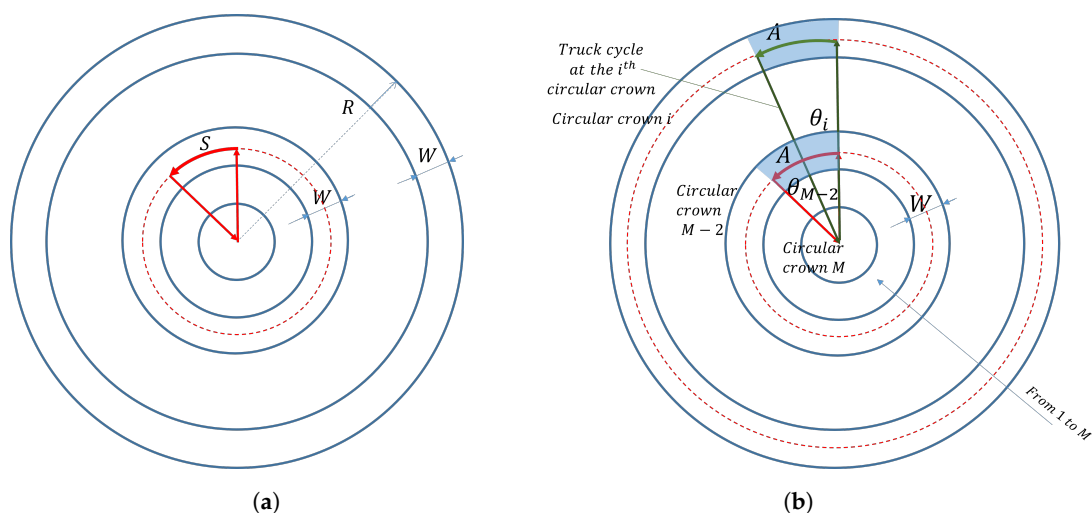 S
R
W
W
(a)
A
Truck cycle
at the i^th
circular crown
Circular crown i
θ_i
A
θ_{M−2}
Circular
crown
M − 2
W
Circular
crown M
From 1 to M
(b)